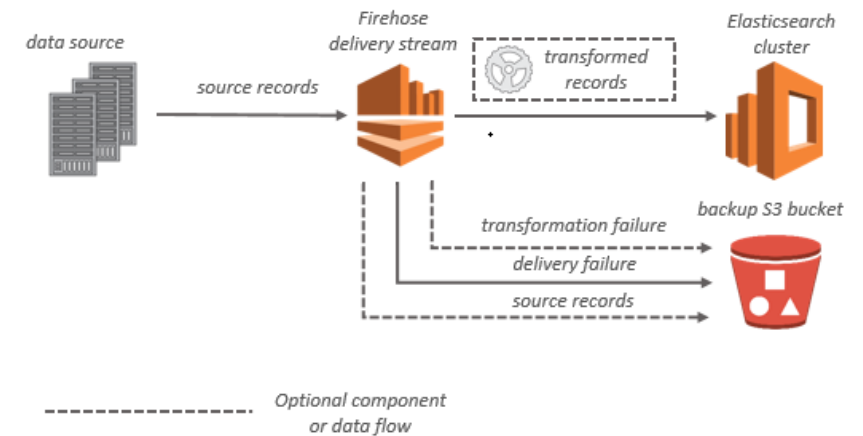 data source
source records
Firehose
delivery stream
transformed
records
Elasticsearch
cluster
backup S3 bucket
transformation failure
delivery failure
source records
Optional component
or data flow